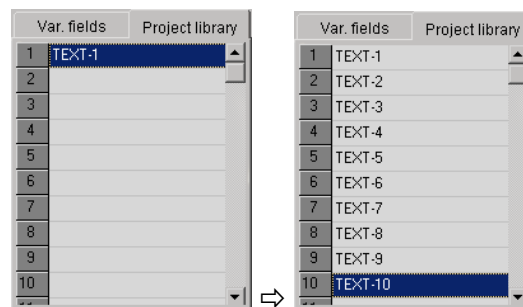 Var. fields Project library
1 TEXT-1
2
3
4
5
6
7
8
9
10
⇨
Var. fields Project library
1 TEXT-1
2 TEXT-2
3 TEXT-3
4 TEXT-4
5 TEXT-5
6 TEXT-6
7 TEXT-7
8 TEXT-8
9 TEXT-9
10 TEXT-10